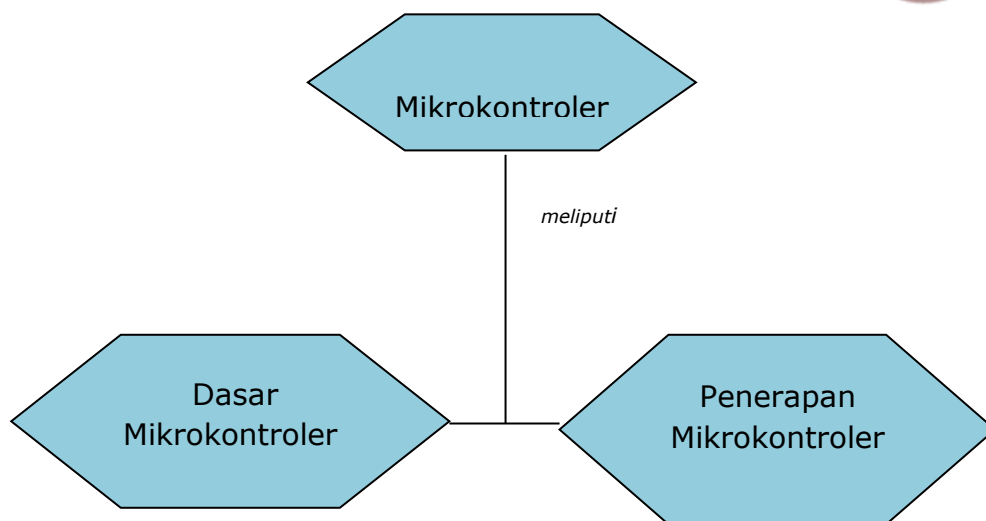 Mikrokontroler
meliputi
Dasar
Mikrokontroler
Penerapan
Mikrokontroler